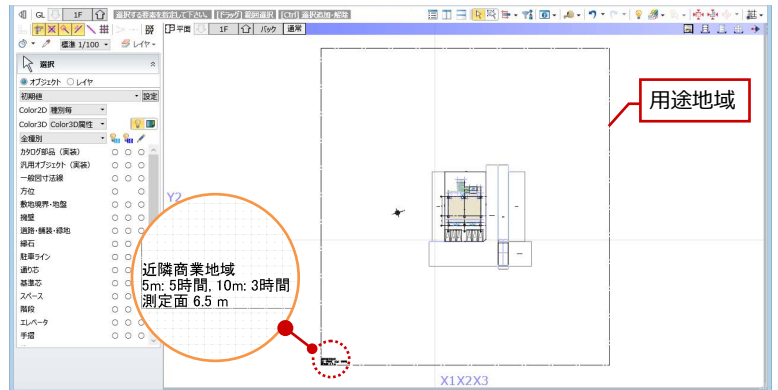 GL
1F
選択する要素を指定して下さい。 [[ドラッグ] 範囲選択 [Ctrl] 選択追加・解除
平面
1F
バック
通常
標準 1/100
レイヤ
選択
オブジェクト
レイヤ
初期値
設定
Color2D 種別毎
Color3D Color3D属性
全種別
カタログ部品（実装）
汎用オブジェクト（実装）
一般図寸法線
方位
敷地境界・地盤
擁壁
道路・舗装・緑地
縁石
駐車ライン
通り芯
基準芯
スペース
階段
エレベータ
手摺
用途地域
Y2
近隣商業地域
5m: 5時間, 10m: 3時間
測定面 6.5 m
X1X2X3